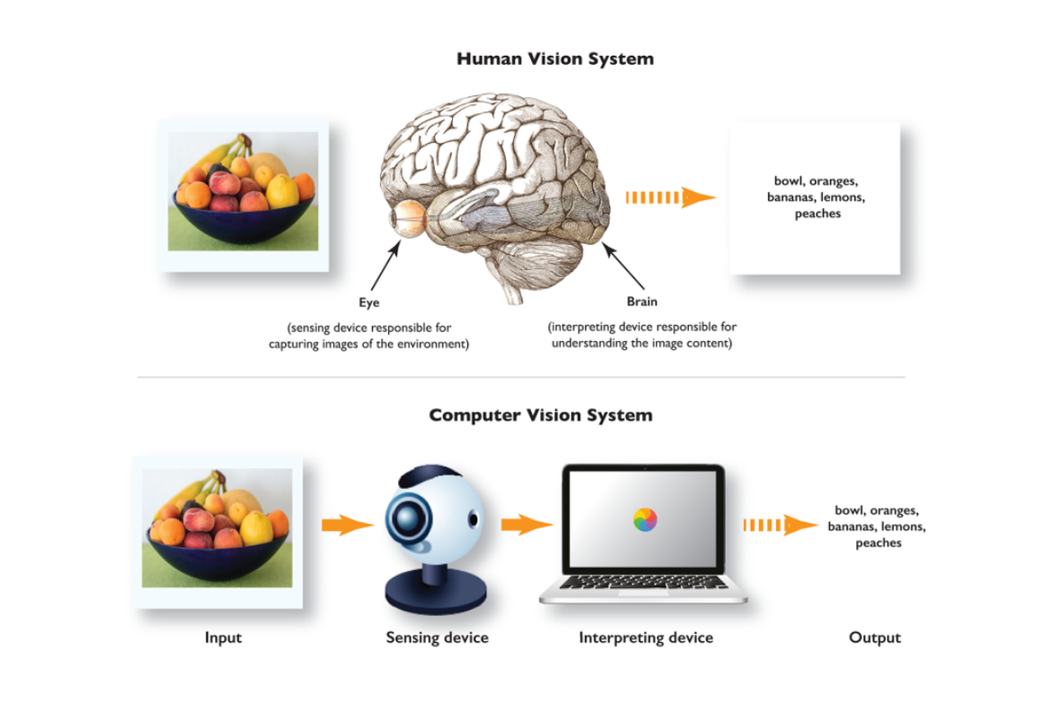 Human Vision System
bowl, oranges,
bananas, lemons,
peaches
Eye
(sensing device responsible for
capturing images of the environment)
Brain
(interpreting device responsible for
understanding the image content)
Computer Vision System
bowl, oranges,
bananas, lemons,
peaches
Input
Sensing device
Interpreting device
Output